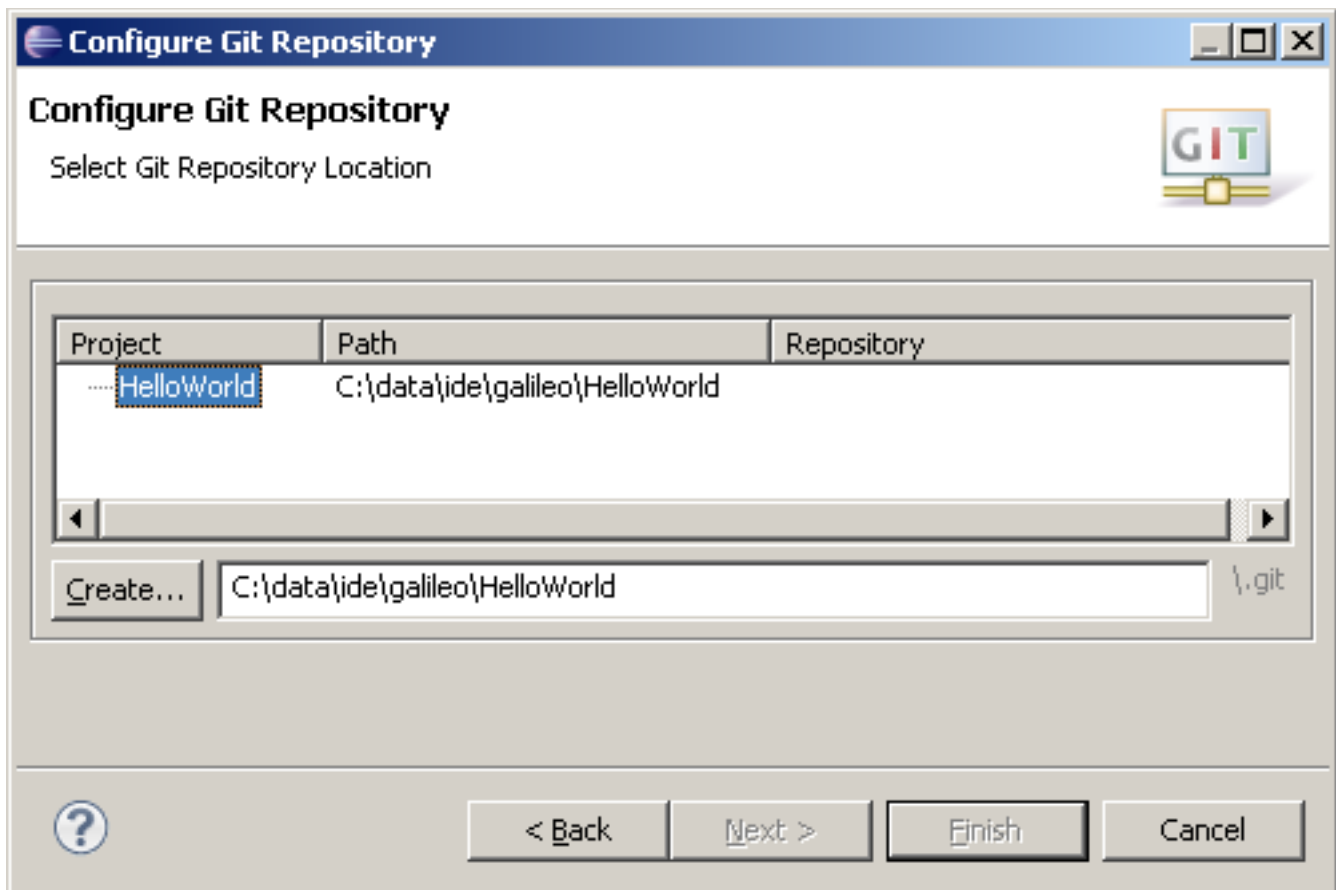 Configure Git Repository
Configure Git Repository
Select Git Repository Location
GIT
Project Path Repository
HelloWorld C:\data\ide\galileo\HelloWorld
Create... C:\data\ide\galileo\HelloWorld \.git
? < Back Next > Finish Cancel